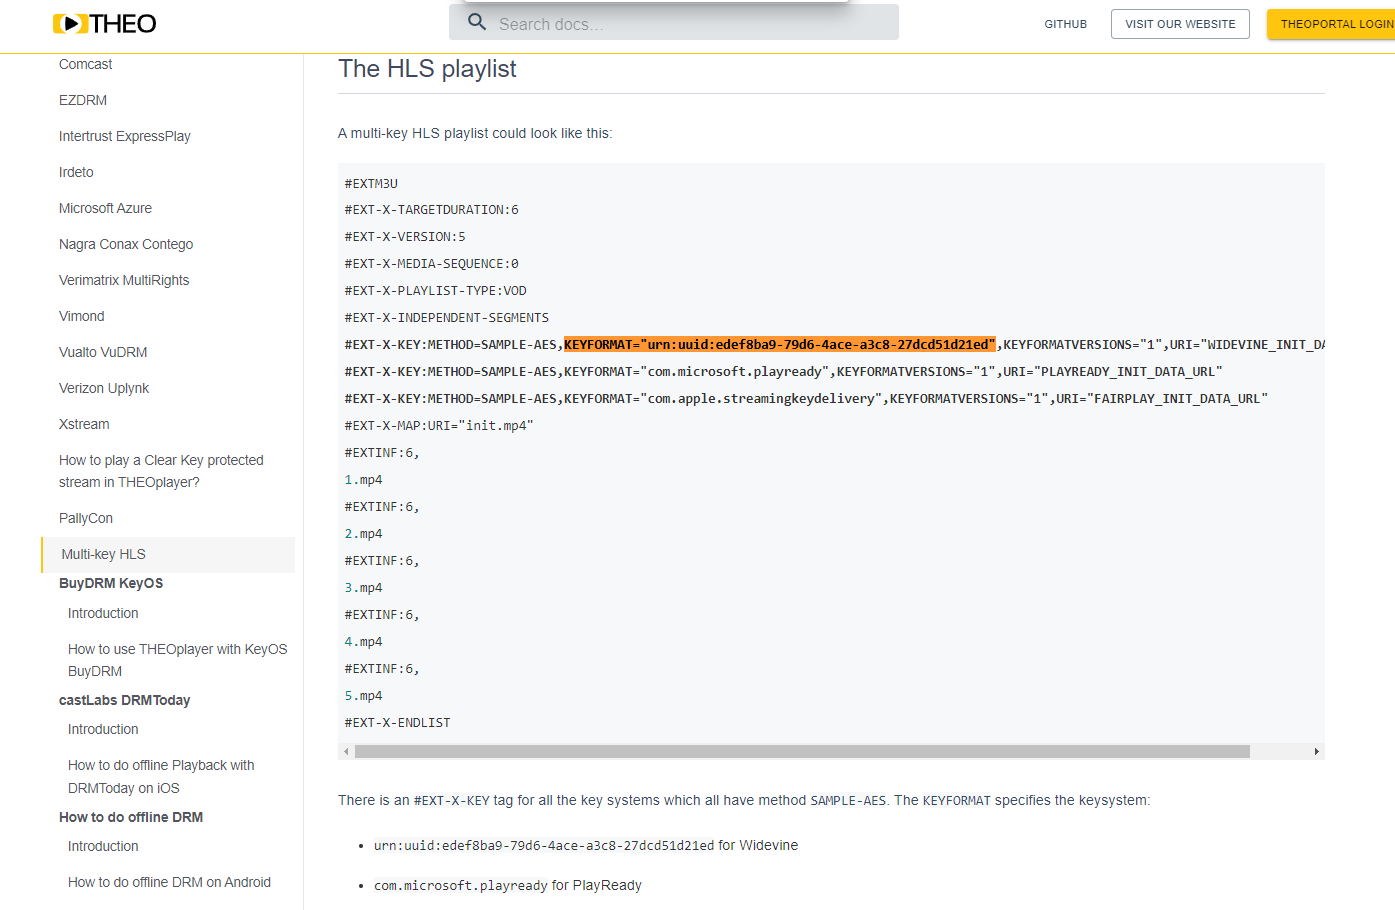 THEO
Search docs...
GITHUB
VISIT OUR WEBSITE
THEOPORTAL LOGIN
Comcast
EZDRM
Intertrust ExpressPlay
Irdeto
Microsoft Azure
Nagra Conax Contego
Verimatrix MultiRights
Vimond
Vualto VuDRM
Verizon Uplynk
Xstream
How to play a Clear Key protected
stream in THEOplayer?
PallyCon
Multi-key HLS
BuyDRM KeyOS
Introduction
How to use THEOplayer with KeyOS
BuyDRM
castLabs DRMToday
Introduction
How to do offline Playback with
DRMToday on iOS
How to do offline DRM
Introduction
How to do offline DRM on Android
The HLS playlist
A multi-key HLS playlist could look like this:
#EXTM3U
#EXT-X-TARGETDURATION:6
#EXT-X-VERSION:5
#EXT-X-MEDIA-SEQUENCE:0
#EXT-X-PLAYLIST-TYPE:VOD
#EXT-X-INDEPENDENT-SEGMENTS
#EXT-X-KEY:METHOD=SAMPLE-AES,KEYFORMAT="urn:uuid:edef8ba9-79d6-4ace-a3c8-27dcd51d21ed",KEYFORMATVERSIONS="1",URI="WIDEVINE_INIT_DA
#EXT-X-KEY:METHOD=SAMPLE-AES,KEYFORMAT="com.microsoft.playready",KEYFORMATVERSIONS="1",URI="PLAYREADY_INIT_DATA_URL"
#EXT-X-KEY:METHOD=SAMPLE-AES,KEYFORMAT="com.apple.streamingkeydelivery",KEYFORMATVERSIONS="1",URI="FAIRPLAY_INIT_DATA_URL"
#EXT-X-MAP:URI="init.mp4"
#EXTINF:6,
1.mp4
#EXTINF:6,
2.mp4
#EXTINF:6,
3.mp4
#EXTINF:6,
4.mp4
#EXTINF:6,
5.mp4
#EXT-X-ENDLIST
There is an #EXT-X-KEY tag for all the key systems which all have method SAMPLE-AES. The KEYFORMAT specifies the keysystem:
• urn:uuid:edef8ba9-79d6-4ace-a3c8-27dcd51d21ed for Widevine
• com.microsoft.playready for PlayReady